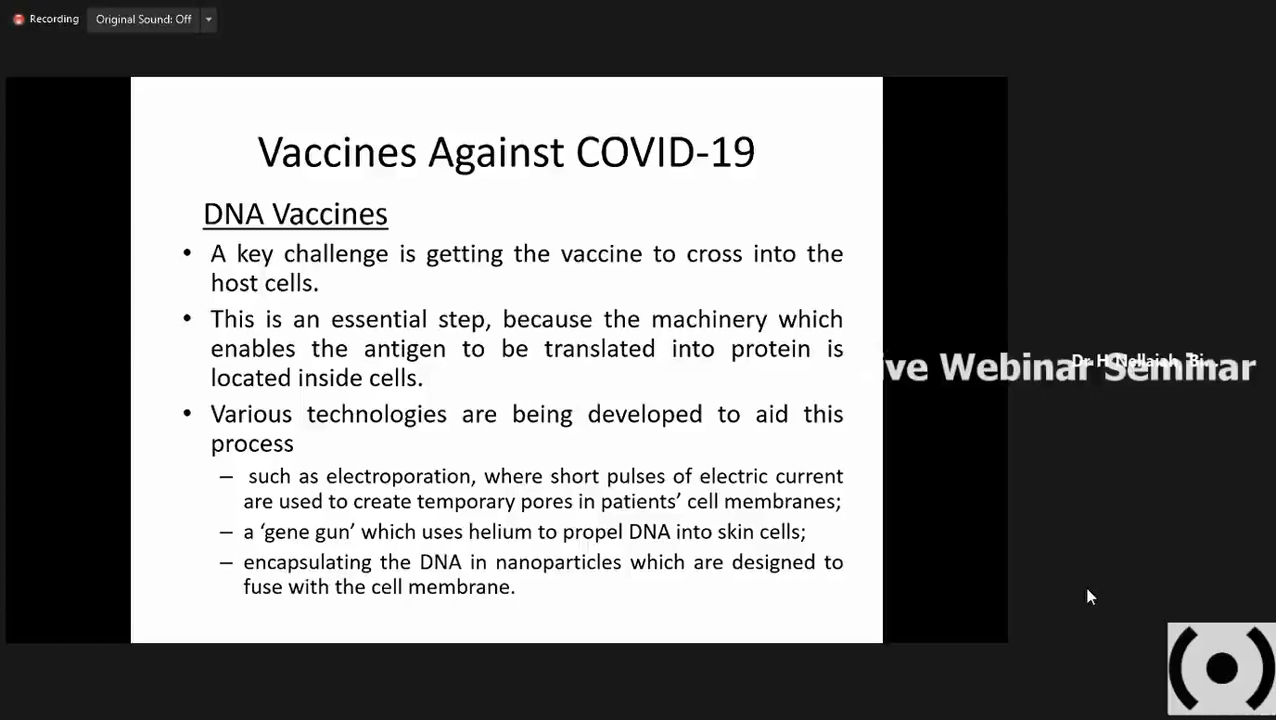 Recording
Original Sound: Off
Vaccines Against COVID-19
DNA Vaccines
• A key challenge is getting the vaccine to cross into the
host cells.
• This is an essential step, because the machinery which
enables the antigen to be translated into protein is
located inside cells.
• Various technologies are being developed to aid this
process
– such as electroporation, where short pulses of electric current
are used to create temporary pores in patients’ cell membranes;
– a ‘gene gun’ which uses helium to propel DNA into skin cells;
– encapsulating the DNA in nanoparticles which are designed to
fuse with the cell membrane.
ive Webinar Seminar
Dr H